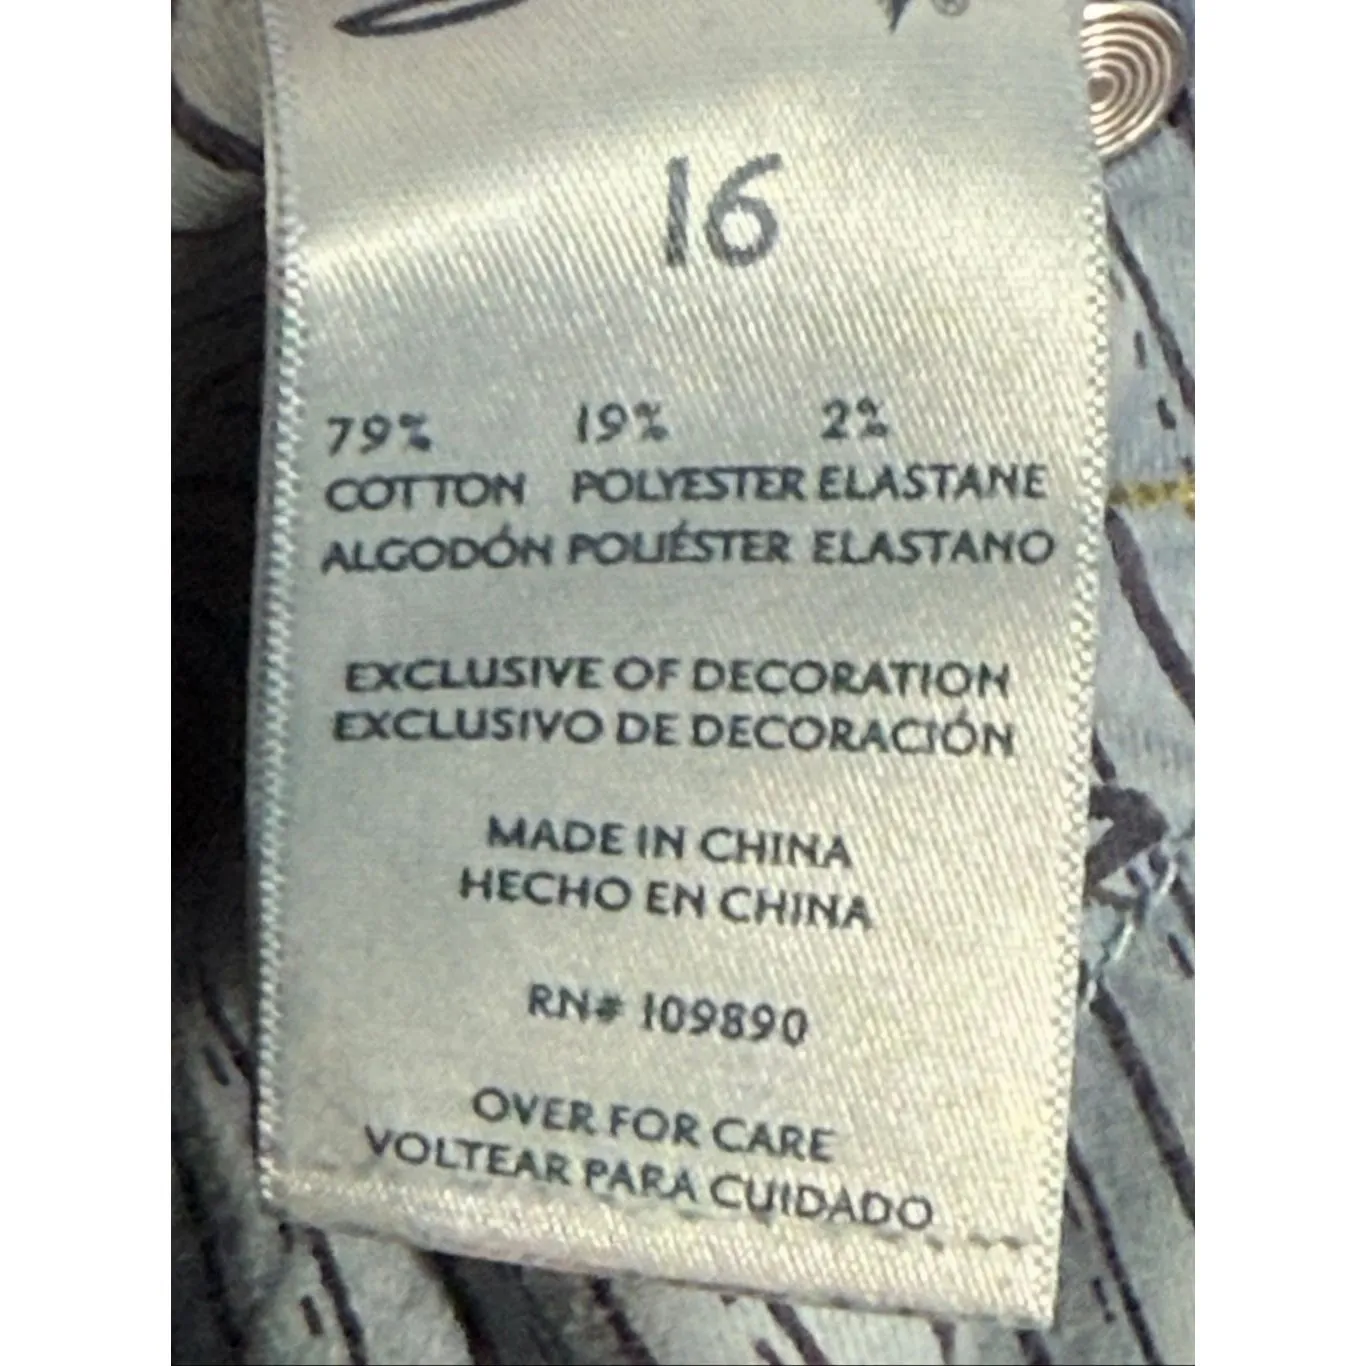 ®
16
79% 19% 2%
COTTON POLYESTER ELASTANE
ALGODÓN POLIÉSTER ELASTANO
EXCLUSIVE OF DECORATION
EXCLUSIVO DE DECORACIÓN
MADE IN CHINA
HECHO EN CHINA
RN# 109890
OVER FOR CARE
VOLTEAR PARA CUIDADO